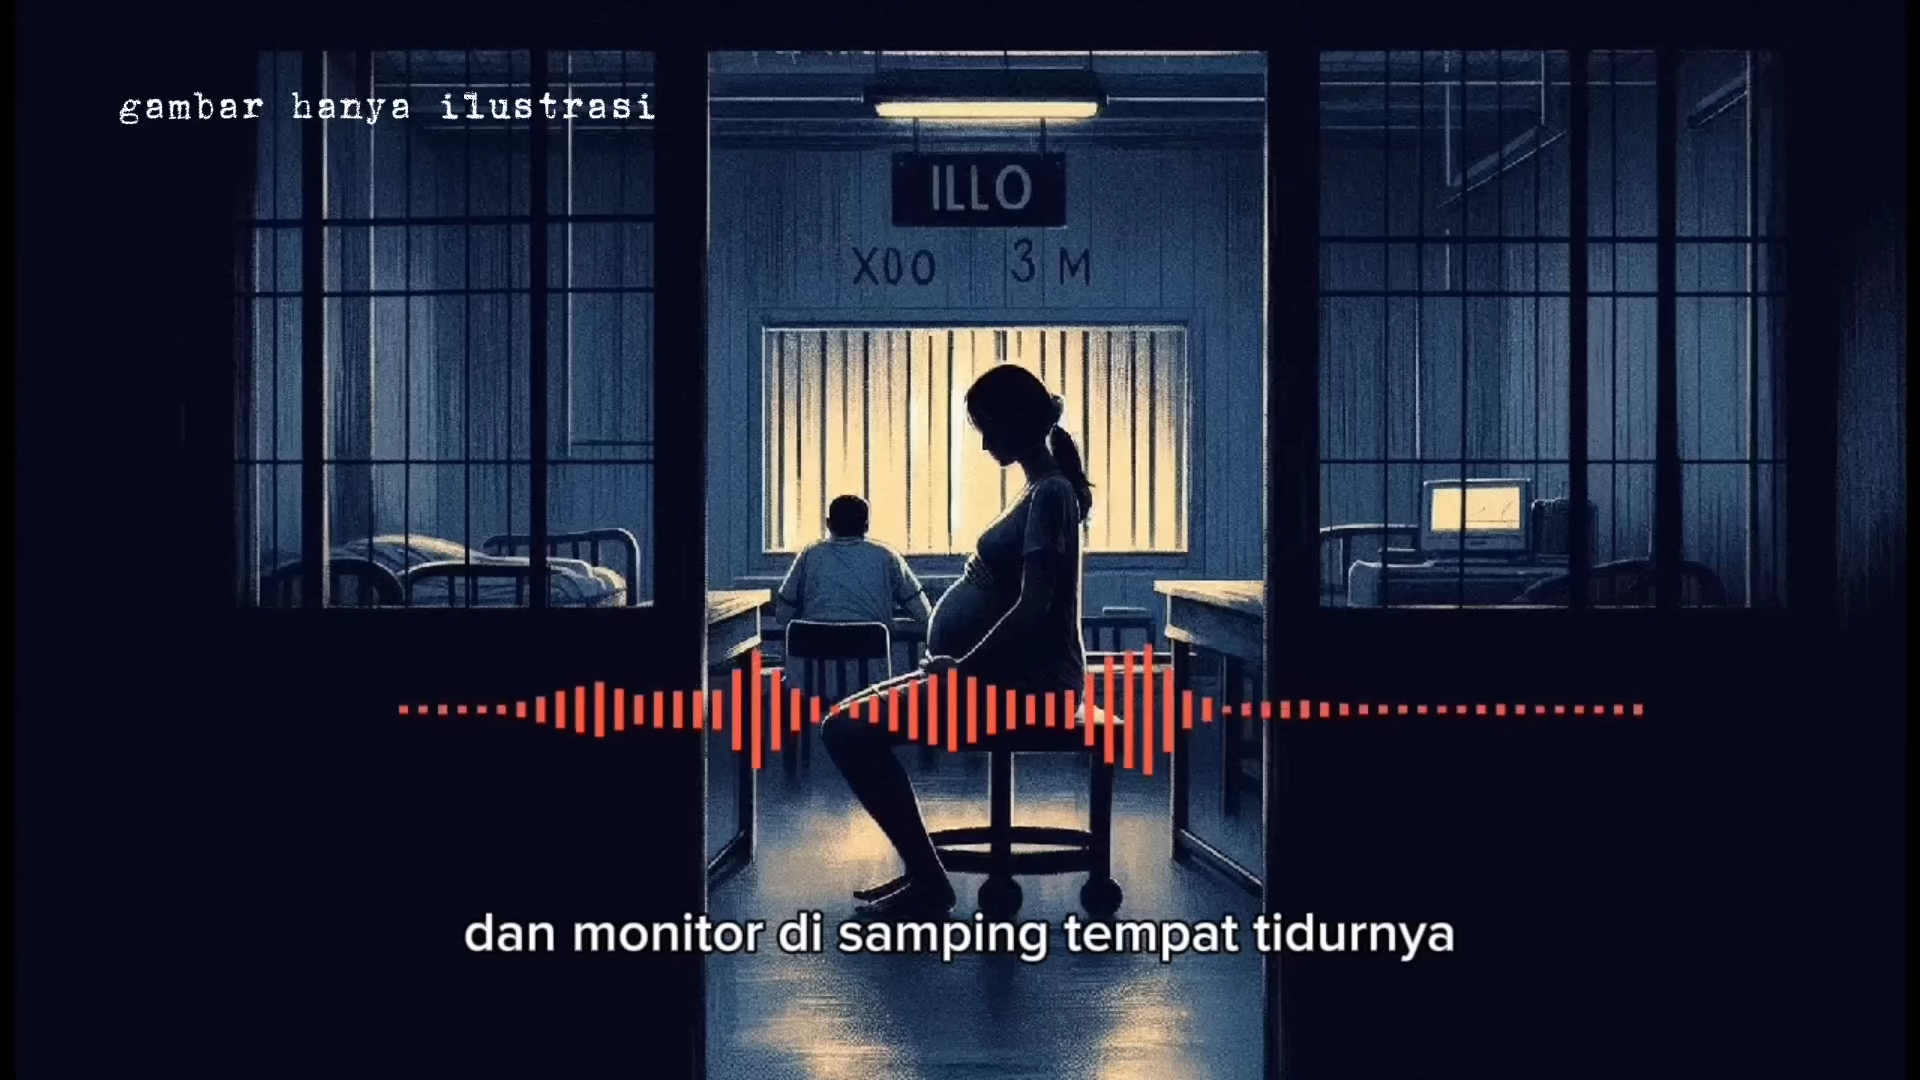 gambar hanya ilustrasi
ILLO
X00 3 M
dan monitor di samping tempat tidurnya